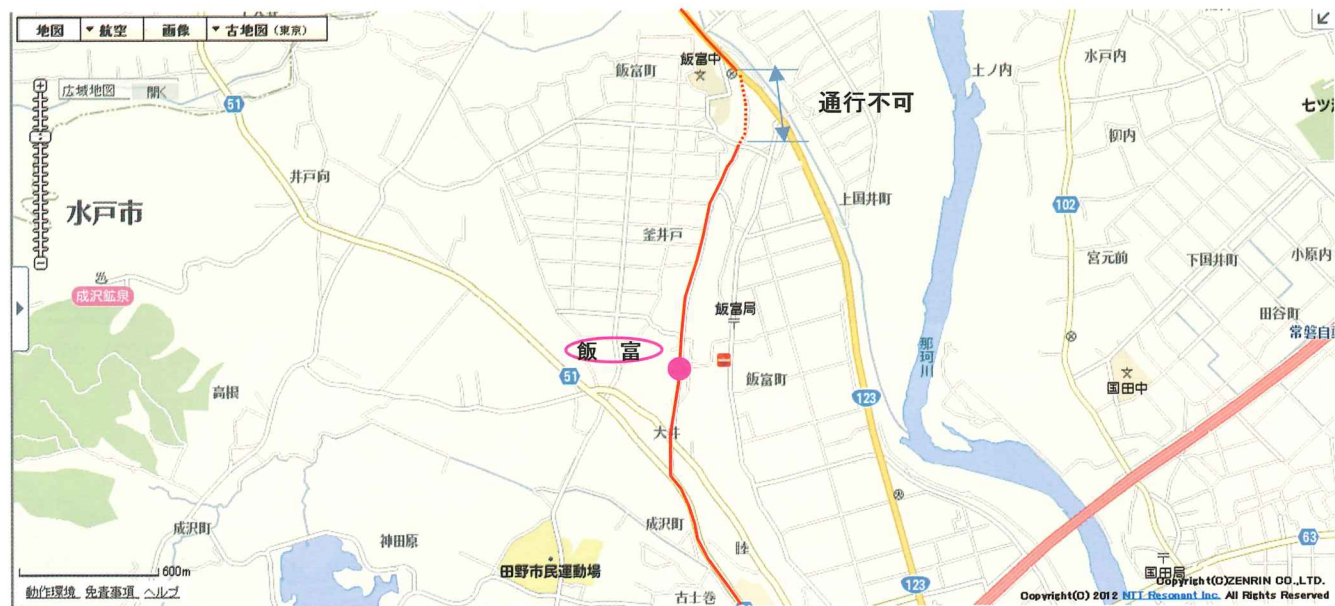 地図 ▼航空 画像 ▼古地図(東京)
広域地図 開く
51
飯富町
飯富中
通行不可
土ノ内
水戸内
柳内
七ツ
井戸向
水戸市
成沢鉱泉
釜井戸
上国井町
102
宮元前
下国井町
小原内
田谷町
常磐自
飯富局
飯富
飯富町
那珂川
国田中
51
高根
123
大井
成沢町
神田原
成沢町
睦
田野市民運動場
古土巻
123
63
国田局
600m
動作環境 免責事項 ヘルプ
Copyright(C)ZENRIN CO.,LTD.
Copyright(C) 2012 NTT Resonant Inc. All Rights Reserved